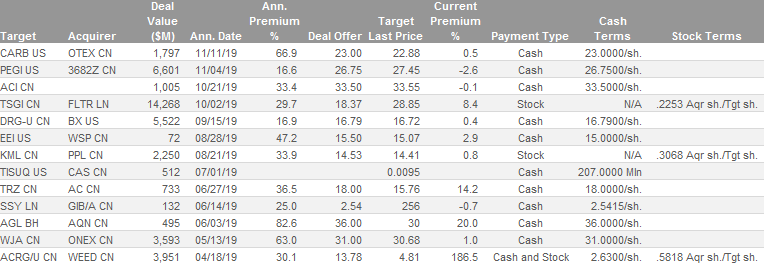 Deal Ann. Target Current
Value Premium Last Premium Cash
Target Acquirer ($M) Ann. Date % Deal Offer Price % Payment Type Terms Stock Terms
CARB US OTEX CN 1,797 11/11/19 66.9 23.00 22.88 0.5 Cash 23.0000/sh.
PEGI US 3682Z CN 6,601 11/04/19 16.6 26.75 27.45 -2.6 Cash 26.7500/sh.
ACI CN 1,005 10/21/19 33.4 33.50 33.55 -0.1 Cash 33.5000/sh.
TSGI CN FLTR LN 14,268 10/02/19 29.7 18.37 28.85 8.4 Stock N/A .2253 Aqr sh./Tgt sh.
DRG-U CN BX US 5,522 09/15/19 16.9 16.79 16.72 0.4 Cash 16.7900/sh.
EEI US WSP CN 72 08/28/19 47.2 15.50 15.07 2.9 Cash 15.0000/sh.
KML CN PPL CN 2,250 08/21/19 33.9 14.53 14.41 0.8 Stock N/A .3068 Aqr sh./Tgt sh.
TISUQ US CAS CN 512 07/01/19 0.0095 Cash 207.0000 Mln
TRZ CN AC CN 733 06/27/19 36.5 18.00 15.76 14.2 Cash 18.0000/sh.
SSY LN GIB/A CN 132 06/14/19 25.0 2.54 256 -0.7 Cash 2.5415/sh.
AGL BH AQN CN 495 06/03/19 82.6 36.00 30 20.0 Cash 36.0000/sh.
WJA CN ONEX CN 3,593 05/13/19 63.0 31.00 30.68 1.0 Cash 31.0000/sh.
ACRG/U CN WEED CN 3,951 04/18/19 30.1 13.78 4.81 186.5 Cash and Stock 2.6300/sh. .5818 Aqr sh./Tgt sh.